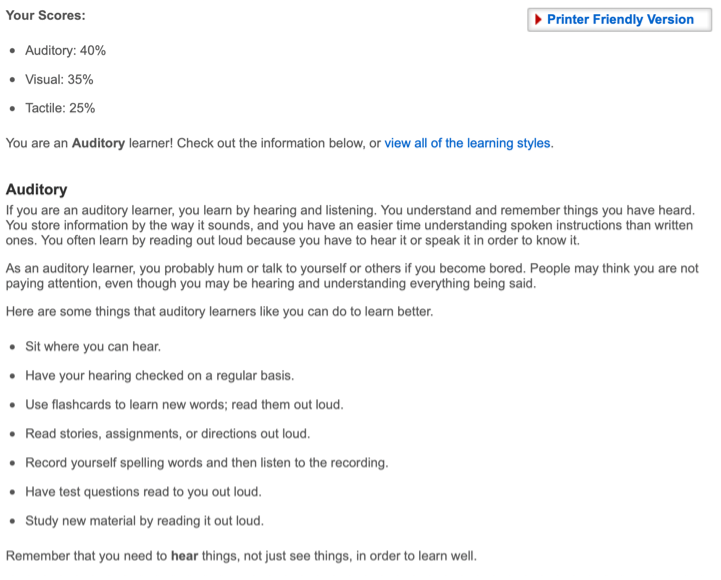 Your Scores:
Printer Friendly Version
Auditory: 40%
Visual: 35%
Tactile: 25%
You are an Auditory learner! Check out the information below, or view all of the learning styles.
Auditory
If you are an auditory learner, you learn by hearing and listening. You understand and remember things you have heard.
You store information by the way it sounds, and you have an easier time understanding spoken instructions than written
ones. You often learn by reading out loud because you have to hear it or speak it in order to know it.
As an auditory learner, you probably hum or talk to yourself or others if you become bored. People may think you are not
paying attention, even though you may be hearing and understanding everything being said.
Here are some things that auditory learners like you can do to learn better.
Sit where you can hear.
Have your hearing checked on a regular basis.
Use flashcards to learn new words; read them out loud.
Read stories, assignments, or directions out loud.
Record yourself spelling words and then listen to the recording.
Have test questions read to you out loud.
Study new material by reading it out loud.
Remember that you need to hear things, not just see things, in order to learn well.